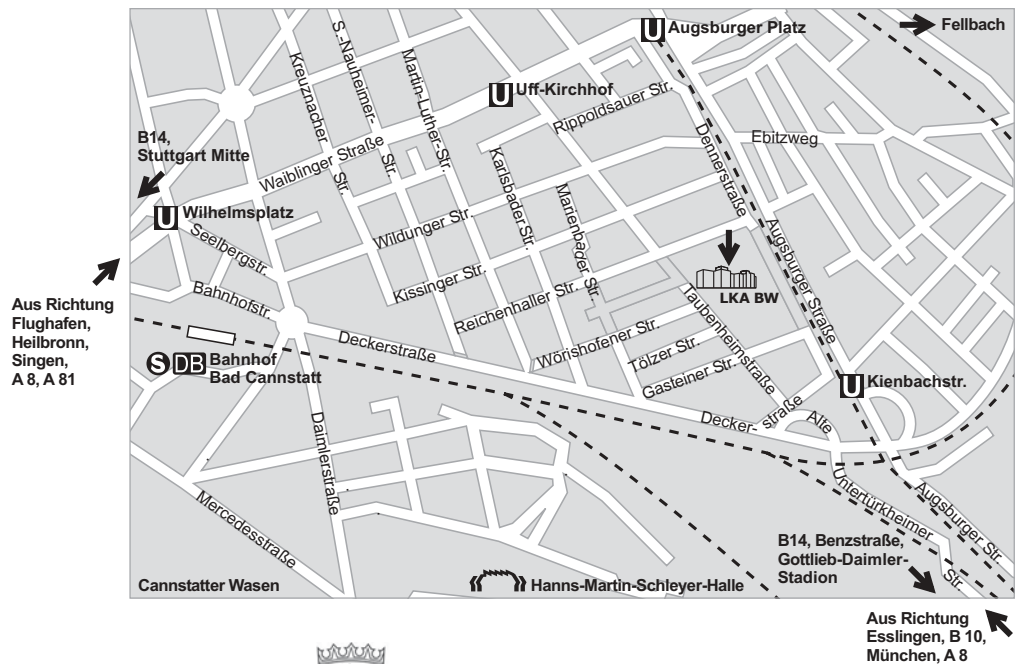 U Augsburger Platz
Fellbach
Kreuznacher
Str.
S.-Nauheimer-
Str.
Martin-Luther-Str.
U Uff-Kirchhof
Rippoldsauer Str.
Dennerstraße
Ebitzweg
B14,
Stuttgart Mitte
Waiblinger Straße
Karlsbader Str.
Marienbader Str.
U Wilhelmsplatz
Seelbergstr.
Wildunger Str.
Augsburger Straße
Kissinger Str.
LKA BW
Aus Richtung
Flughafen,
Heilbronn,
Singen,
A 8, A 81
Bahnhofstr.
Reichenhaller Str.
Taubenheimstraße
Deckerstraße
Wörishofener Str.
Tölzer Str.
Gasteiner Str.
S DB Bahnhof
Bad Cannstatt
U Kienbachstr.
Decker-
straße
Alte
Untertürkheimer
Str.
Daimlerstraße
Mercedesstraße
Augsburger Str.
B14, Benzstraße,
Gottlieb-Daimler-
Stadion
Cannstatter Wasen
Hanns-Martin-Schleyer-Halle
Aus Richtung
Esslingen, B 10,
München, A 8